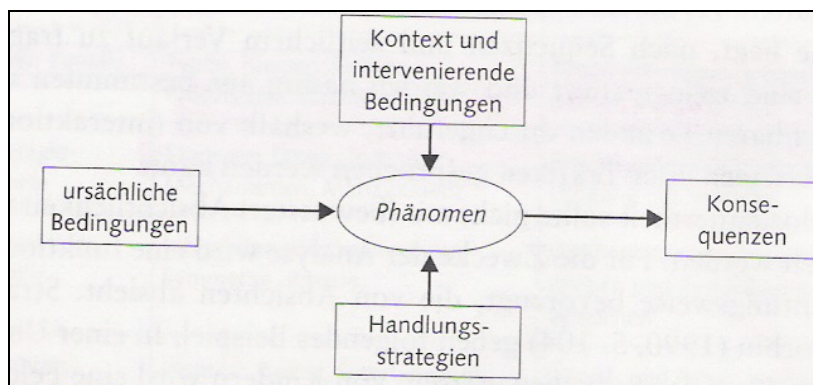 Kontext und
intervenierende
Bedingungen
ursächliche
Bedingungen
Phänomen
Konse-
quenzen
Handlungs-
strategien